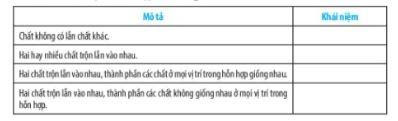 Mô tả Khái niệm
Chất không có lẫn chất khác.
Hai hay nhiều chất trộn lẫn vào nhau.
Hai chất trộn lẫn vào nhau, thành phần các chất ở mọi vị trí trong hỗn hợp giống nhau.
Hai chất trộn lẫn vào nhau, thành phần các chất không giống nhau ở mọi vị trí trong
hỗn hợp.